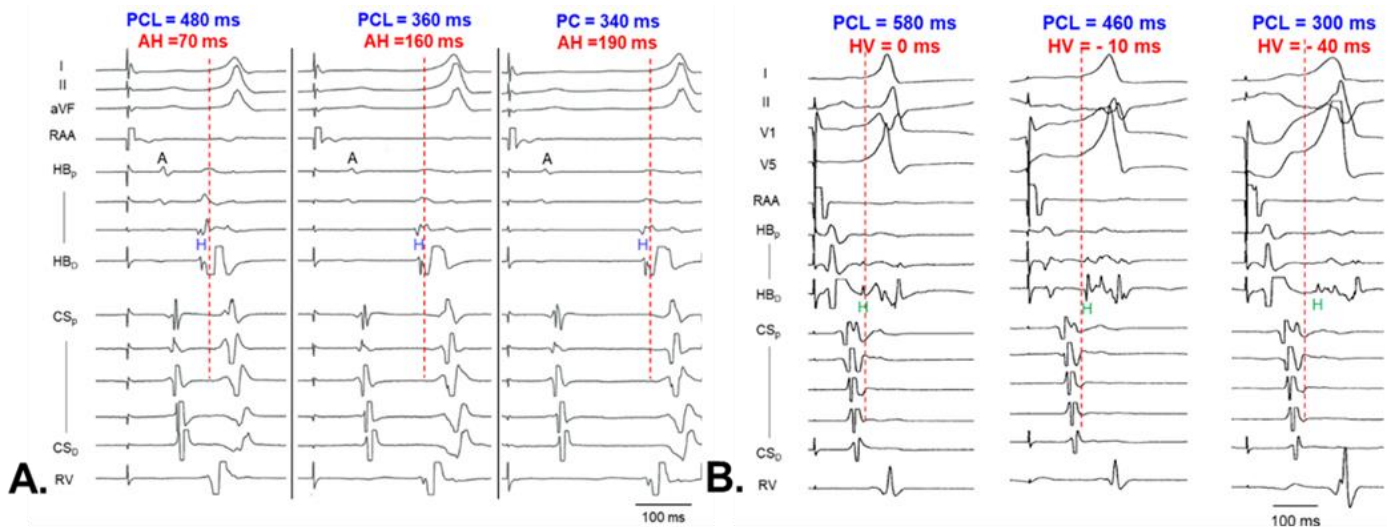 PCL = 480 ms
AH =70 ms
PCL = 360 ms
AH =160 ms
PC = 340 ms
AH =190 ms
I
II
aVF
RAA
HBp
A
A
A
H
H
H
HBD
CSp
CSD
RV
100 ms
A.
PCL = 580 ms
HV = 0 ms
PCL = 460 ms
HV = - 10 ms
PCL = 300 ms
HV = - 40 ms
I
II
V1
V5
RAA
HBp
HBD
H
H
H
CSp
CSD
RV
100 ms
B.